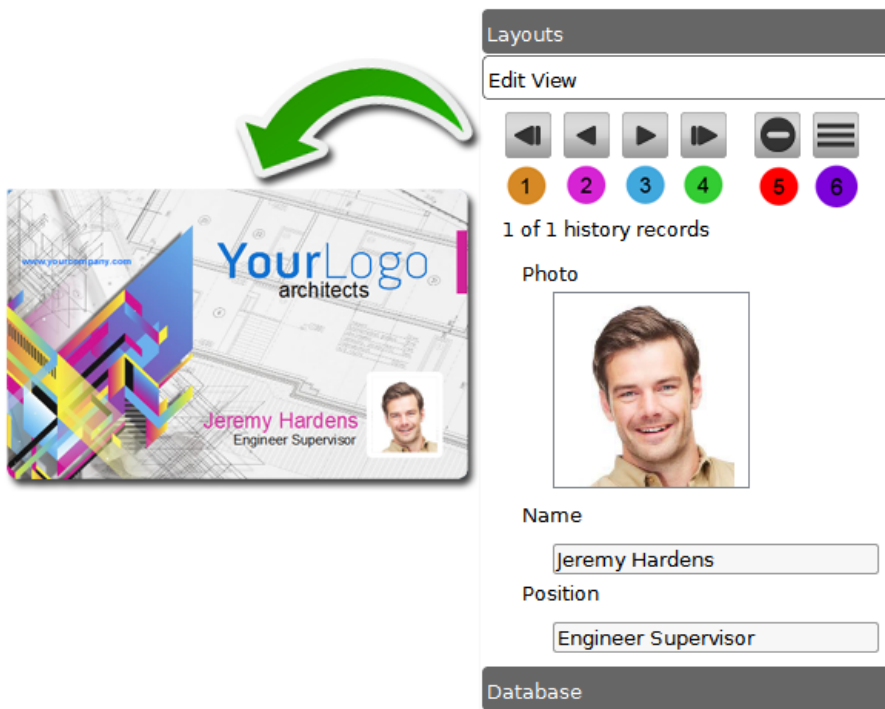 Layouts
Edit View
1 2 3 4 5 6
1 of 1 history records
Photo
Name
Jeremy Hardens
Position
Engineer Supervisor
Database
www.yourcompany.com
YourLogo
architects
Jeremy Hardens
Engineer Supervisor